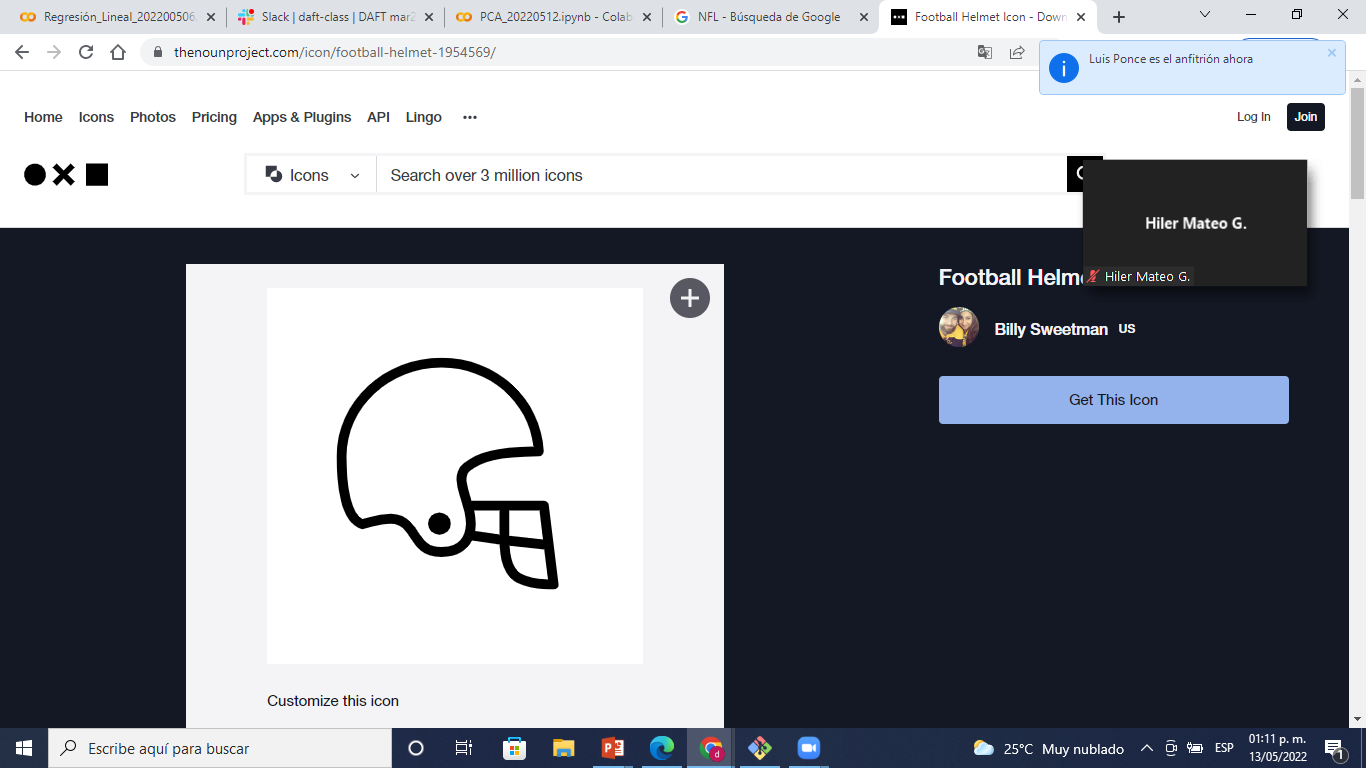 Regresión_Lineal_202200506.
Slack | daft-class | DAFT mar2
PCA_20220512.ipynb - Colab
NFL - Búsqueda de Google
Football Helmet Icon - Down
thenounproject.com/icon/football-helmet-1954569/
Luis Ponce es el anfitrión ahora
Home Icons Photos Pricing Apps & Plugins API Lingo •••
Log In Join
Icons Search over 3 million icons
Hiler Mateo G.
Hiler Mateo G.
Football Helme
Billy Sweetman US
Get This Icon
Customize this icon
Escribe aquí para buscar
25°C Muy nublado
ESP
01:11 p. m.
13/05/2022
1